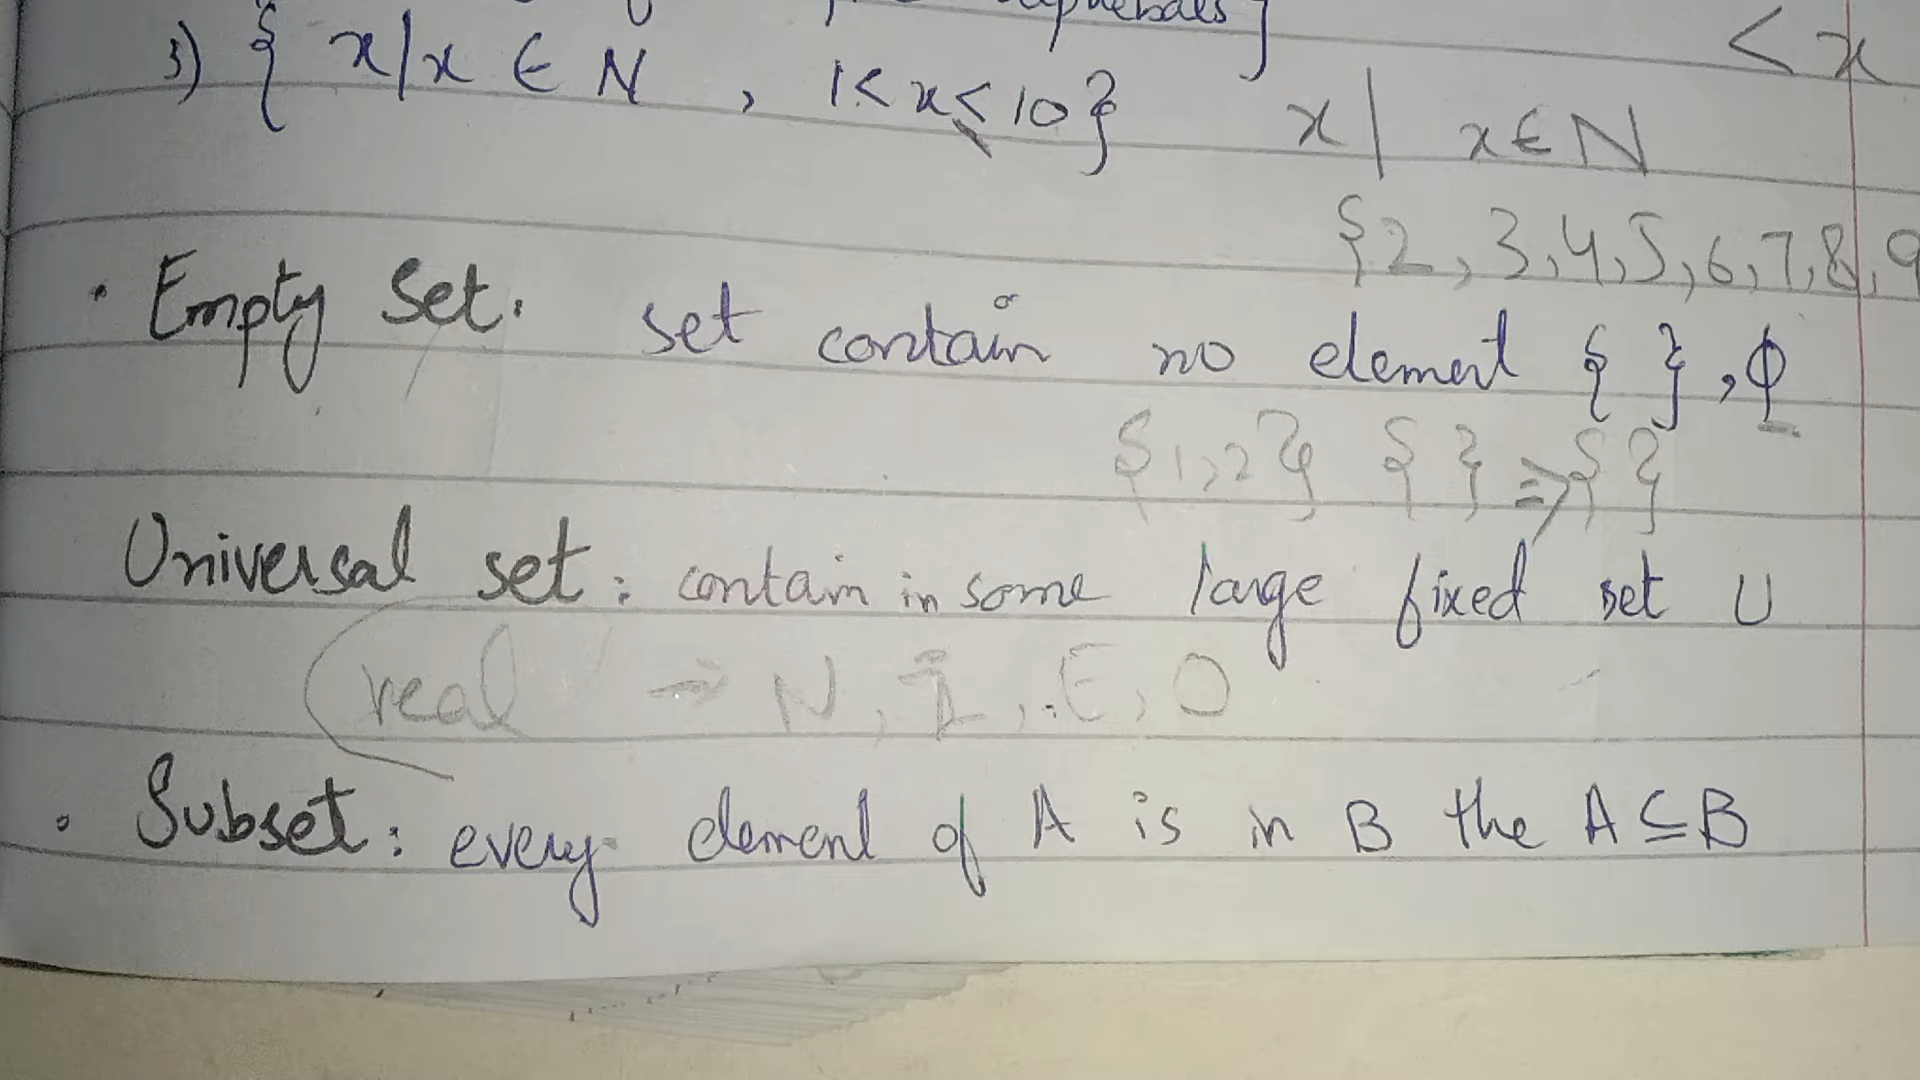 3) { x/x ∈ N , 1< x ≤ 10}
< x
x | x ∈ N
{2, 3, 4, 5, 6, 7, 8, 9
• Empty Set. set contain no element { }, ϕ
{1,2} { } => { }
Universal set: contain in some large fixed set U
real → N, I, E, O
• Subset: every element of A is in B the A ⊆ B